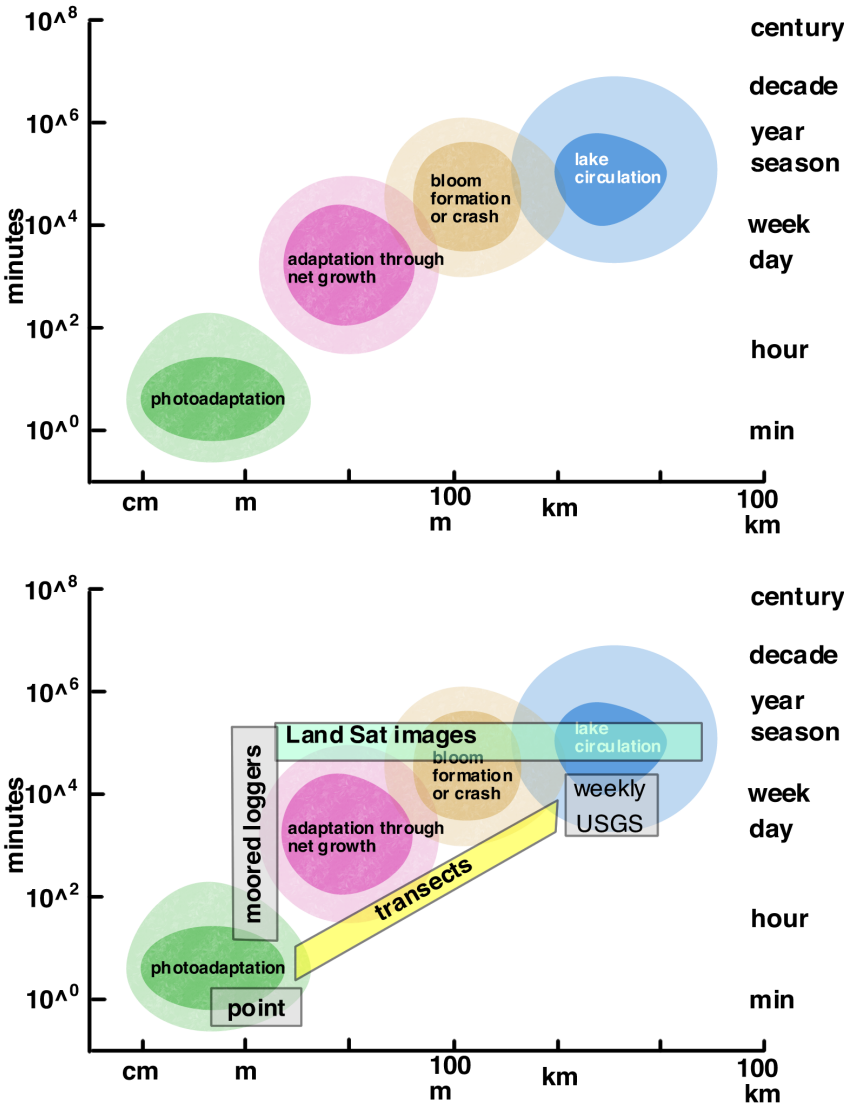 10^8
century
decade
10^6
year
lake
season
circulation
bloom
formation
or crash
10^4
week
adaptation through
day
net growth
minutes
10^2
hour
photoadaptation
10^0
min
cm
m
100
m
km
100
km
10^8
century
decade
10^6
year
Land Sat images
lake
season
circulation
bloom
formation
or crash
weekly
10^4
week
moored loggers
adaptation through
USGS
day
net growth
minutes
transects
10^2
hour
photoadaptation
10^0
point
min
cm
m
100
m
km
100
km